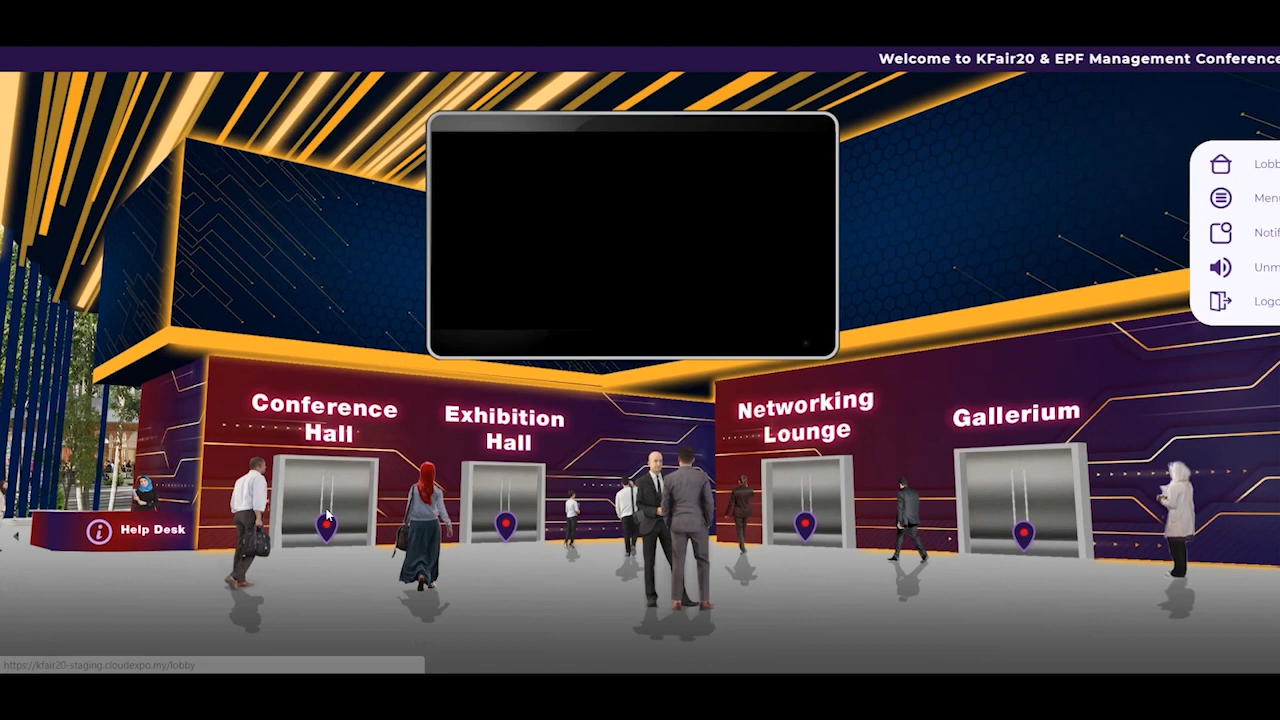 Welcome to KFair20 & EPF Management Conference
Lobb
Menu
Notif
Unm
Logo
Conference
Hall
Exhibition
Hall
Networking
Lounge
Gallerium
i Help Desk
https://kfair20-staging.cloudexpo.my/lobby